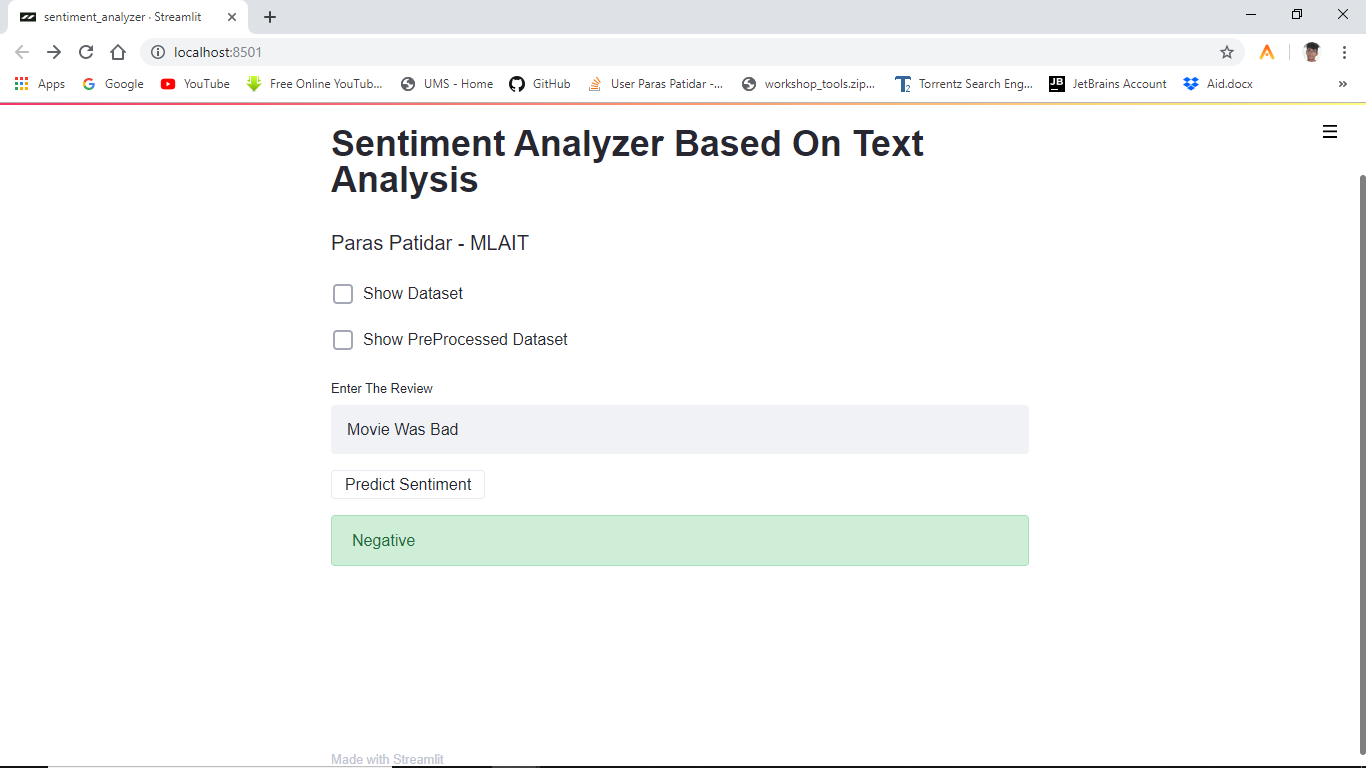 sentiment_analyzer · Streamlit
localhost:8501
Apps
Google
YouTube
Free Online YouTub...
UMS - Home
GitHub
User Paras Patidar -...
workshop_tools.zip...
Torrentz Search Eng...
JetBrains Account
Aid.docx
Sentiment Analyzer Based On Text
Analysis
Paras Patidar - MLAIT
Show Dataset
Show PreProcessed Dataset
Enter The Review
Movie Was Bad
Predict Sentiment
Negative
Made with Streamlit